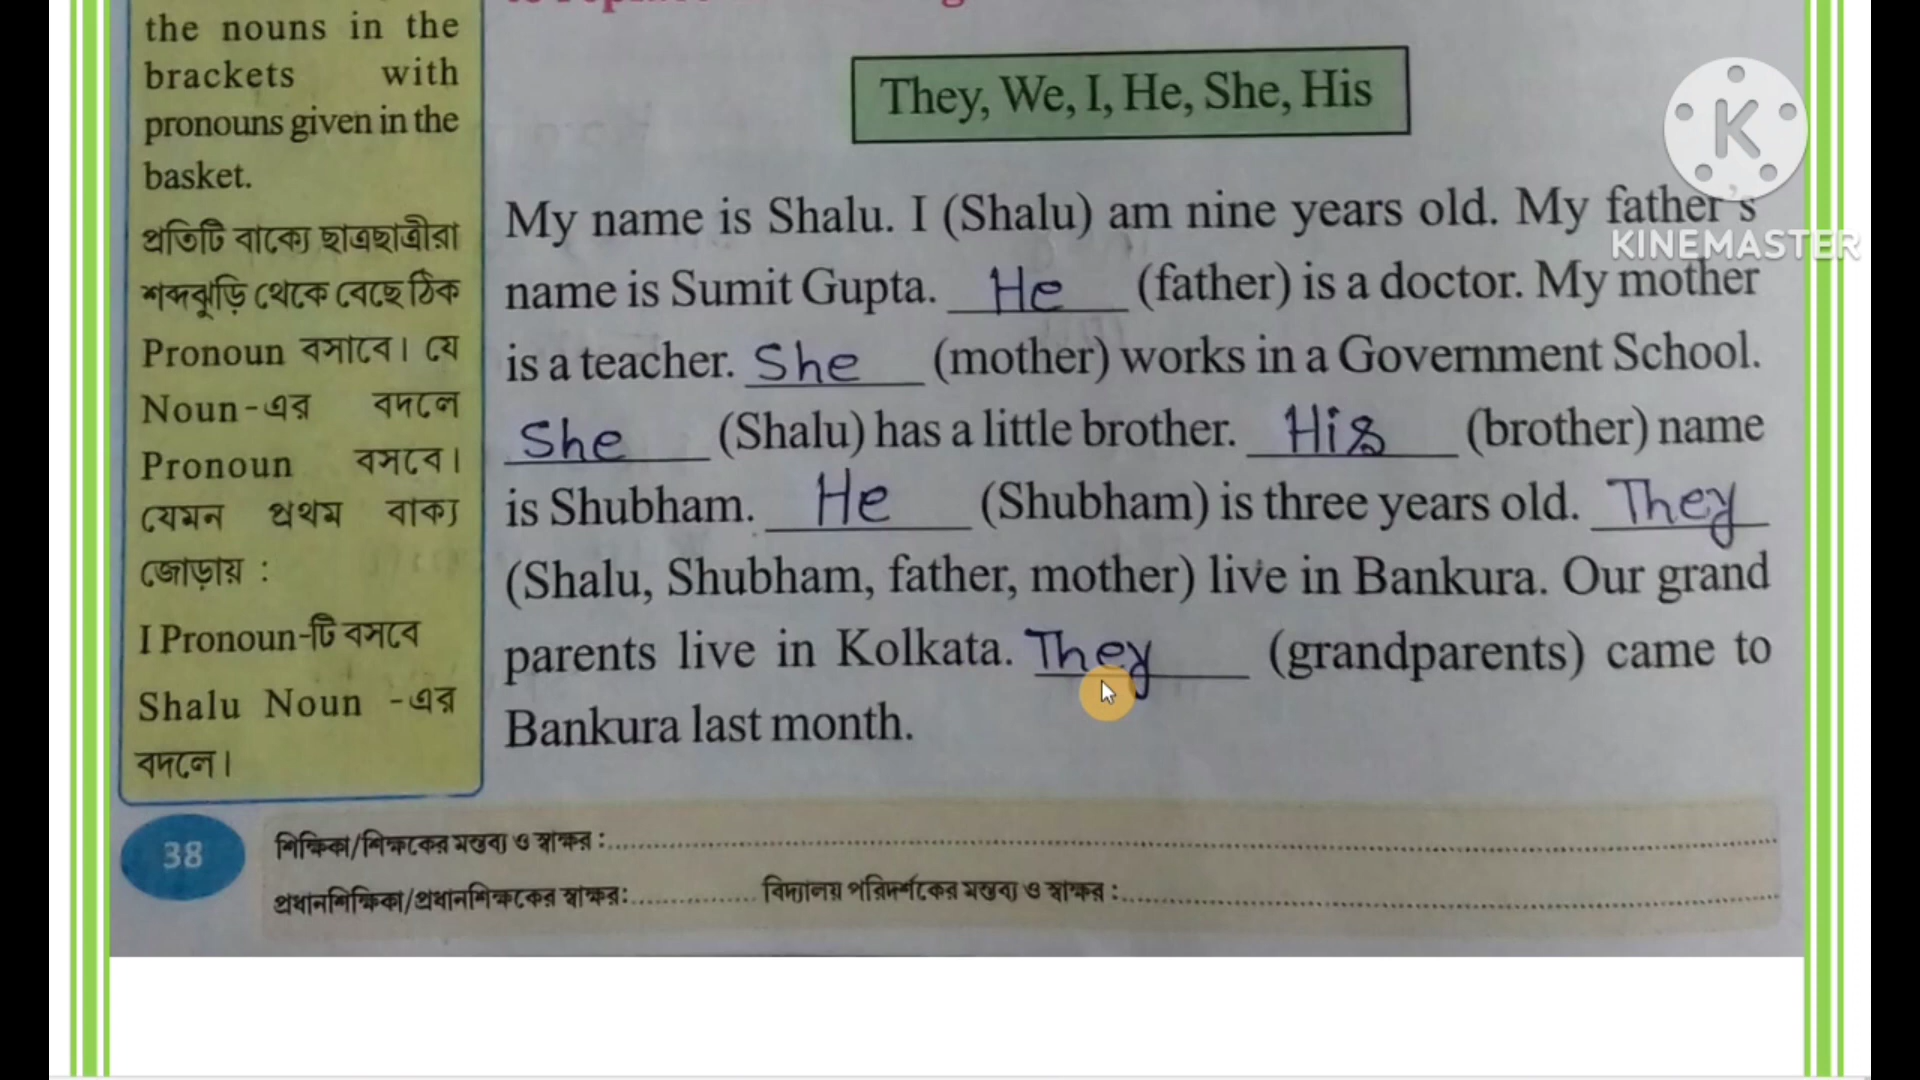 the nouns in the
brackets with
pronouns given in the
basket.
প্রতিটি বাক্যে ছাত্রছাত্রীরা
শব্দঝুড়ি থেকে বেছে ঠিক
Pronoun বসাবে। যে
Noun-এর বদলে
Pronoun বসবে।
যেমন প্রথম বাক্য
জোড়ায় :
I Pronoun-টি বসবে
Shalu Noun -এর
বদলে।
They, We, I, He, She, His
My name is Shalu. I (Shalu) am nine years old. My father's
name is Sumit Gupta. He (father) is a doctor. My mother
is a teacher. She (mother) works in a Government School.
She (Shalu) has a little brother. His (brother) name
is Shubham. He (Shubham) is three years old. They
(Shalu, Shubham, father, mother) live in Bankura. Our grand
parents live in Kolkata. They (grandparents) came to
Bankura last month.
38
শিক্ষিকা/শিক্ষকের মন্তব্য ও স্বাক্ষর :
প্রধানশিক্ষিকা/প্রধানশিক্ষকের স্বাক্ষর: বিদ্যালয় পরিদর্শকের মন্তব্য ও স্বাক্ষর :
K
KINEMASTER